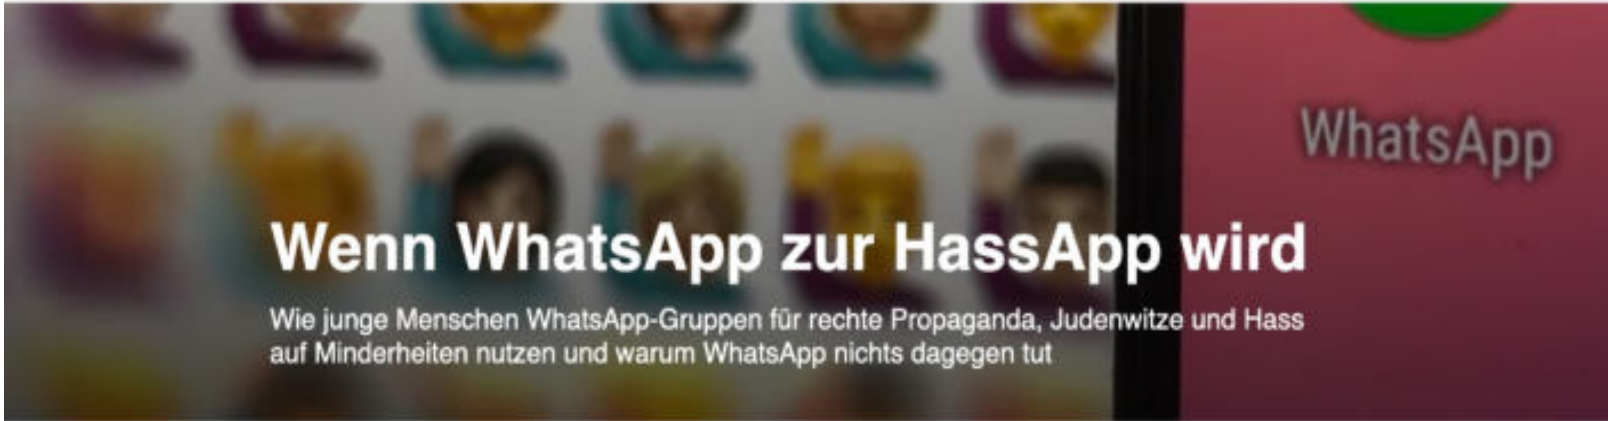 WhatsApp
Wenn WhatsApp zur HassApp wird
Wie junge Menschen WhatsApp-Gruppen für rechte Propaganda, Judenwitze und Hass
auf Minderheiten nutzen und warum WhatsApp nichts dagegen tut